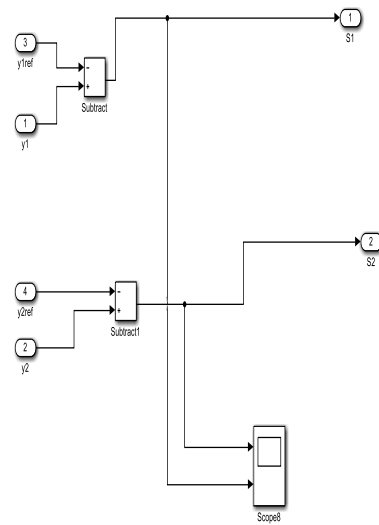 1
S1
3
y1ref
−
+
Subtract
1
y1
2
S2
4
y2ref
−
+
Subtract1
2
y2
Scope8